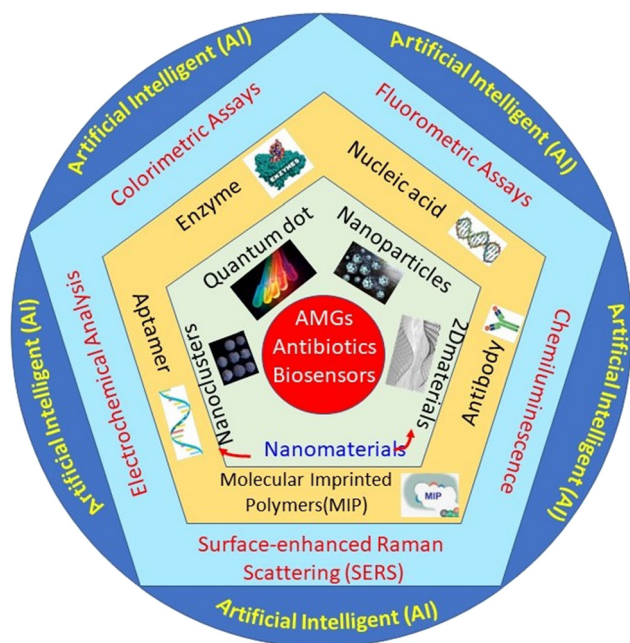 Artificial Intelligent (AI)
Artificial Intelligent (AI)
Colorimetric Assays
Fluorometric Assays
Enzyme
ENZYMES
Nucleic acid
Quantum dot
Nanoparticles
Artificial Intelligent (AI)
Electrochemical Analysis
Aptamer
Nanoclusters
AMGs
Antibiotics
Biosensors
2Dmaterials
Antibody
Chemiluminescence
Artificial Intelligent (AI)
Nanomaterials
Molecular Imprinted
Polymers(MIP)
MIP
Surface-enhanced Raman
Scattering (SERS)
Artificial Intelligent (AI)